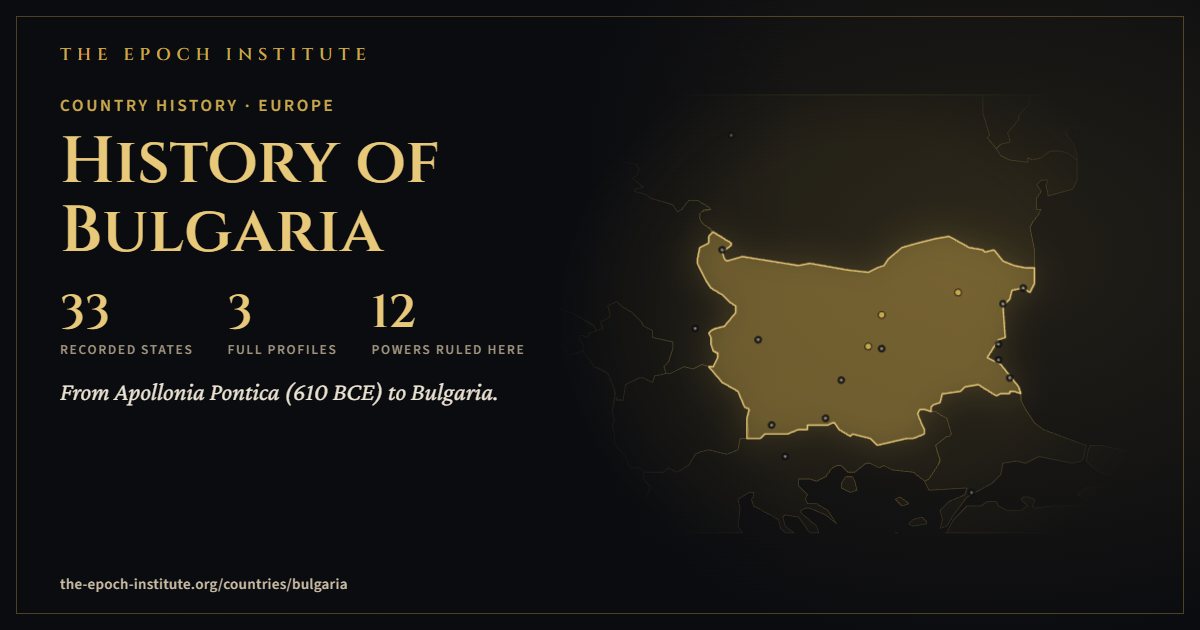 THE EPOCH INSTITUTE
COUNTRY HISTORY · EUROPE
HISTORY OF
BULGARIA
33 3 12
RECORDED STATES FULL PROFILES POWERS RULED HERE
From Apollonia Pontica (610 BCE) to Bulgaria.
the-epoch-institute.org/countries/bulgaria